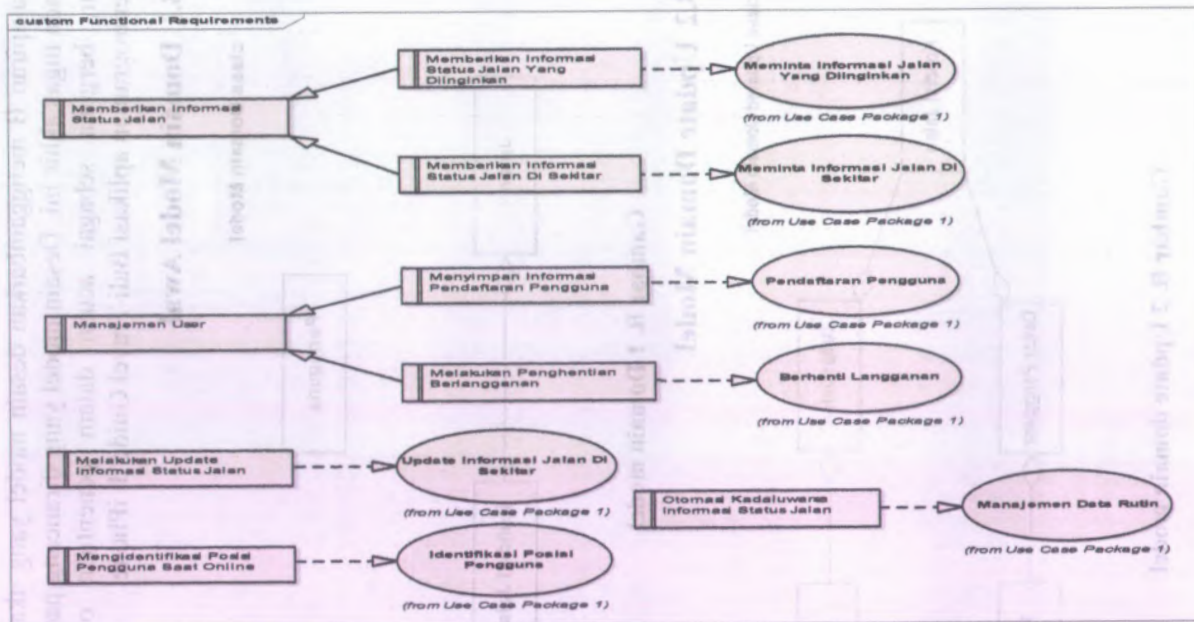 custom Functional Requirements
Memberikan Informasi
Status Jalan Yang
Diinginkan
Meminta Informasi Jalan
Yang Diinginkan
(from Use Case Package 1)
Memberikan Informasi
Status Jalan
Memberikan Informasi
Status Jalan Di Sekitar
Meminta Informasi Jalan Di
Sekitar
(from Use Case Package 1)
Menyimpan Informasi
Pendaftaran Pengguna
Pendaftaran Pengguna
(from Use Case Package 1)
Manajemen User
Melakukan Penghentian
Berlangganan
Berhenti Langganan
(from Use Case Package 1)
Melakukan Update
Informasi Status Jalan
Update Informasi Jalan Di
Sekitar
(from Use Case Package 1)
Otomasi Kadaluwarsa
Informasi Status Jalan
Manajemen Data Rutin
(from Use Case Package 1)
Mengidentifikasi Posisi
Pengguna Saat Online
Identifikasi Posisi
Pengguna
(from Use Case Package 1)